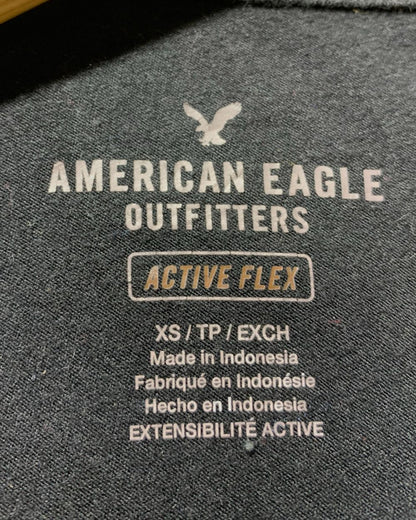 AMERICAN EAGLE
OUTFITTERS
ACTIVE FLEX
XS / TP / EXCH
Made in Indonesia
Fabriqué en Indonésie
Hecho en Indonesia
EXTENSIBILITÉ ACTIVE